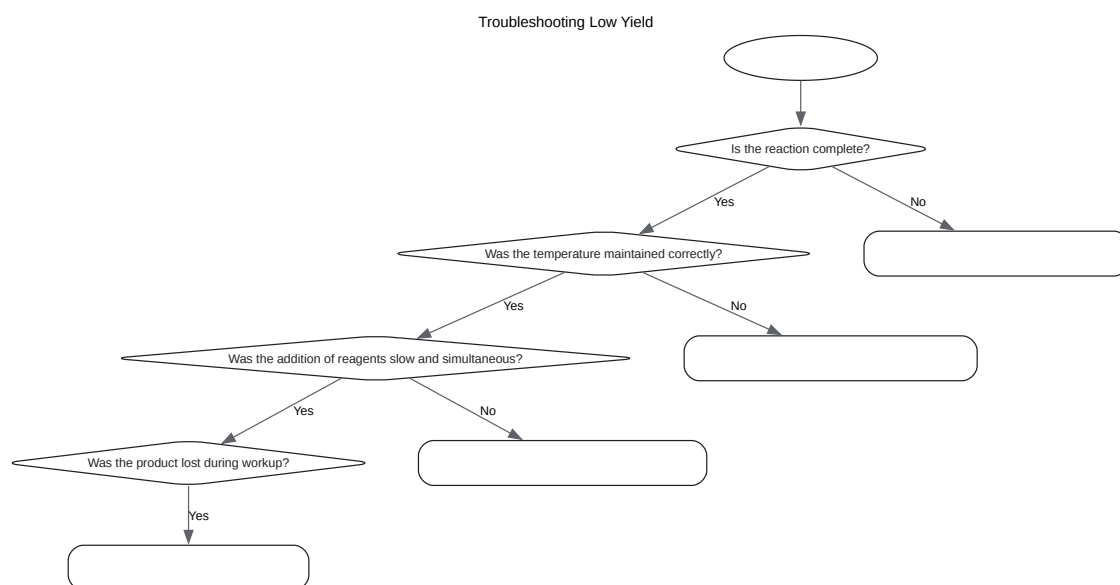 Troubleshooting Low Yield
Is the reaction complete?
Yes
No
Was the temperature maintained correctly?
Yes
No
Was the addition of reagents slow and simultaneous?
Yes
No
Was the product lost during workup?
Yes